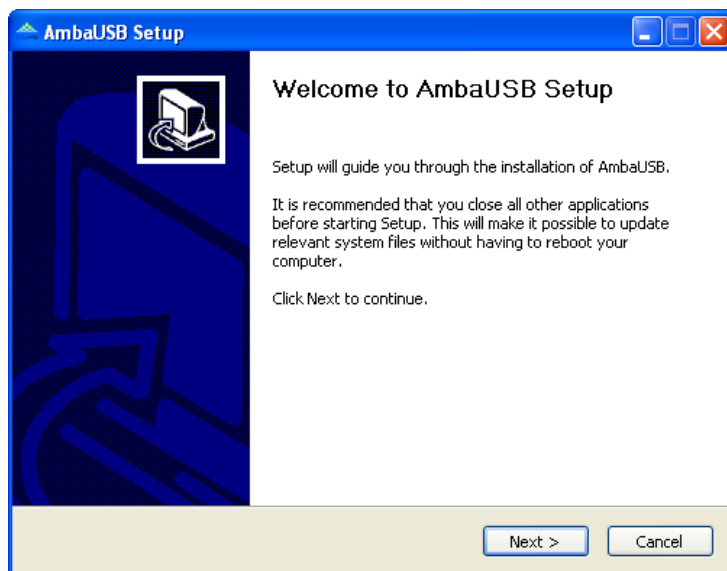 AmbaUSB Setup
Welcome to AmbaUSB Setup
Setup will guide you through the installation of AmbaUSB.
It is recommended that you close all other applications
before starting Setup. This will make it possible to update
relevant system files without having to reboot your
computer.
Click Next to continue.
Next >
Cancel